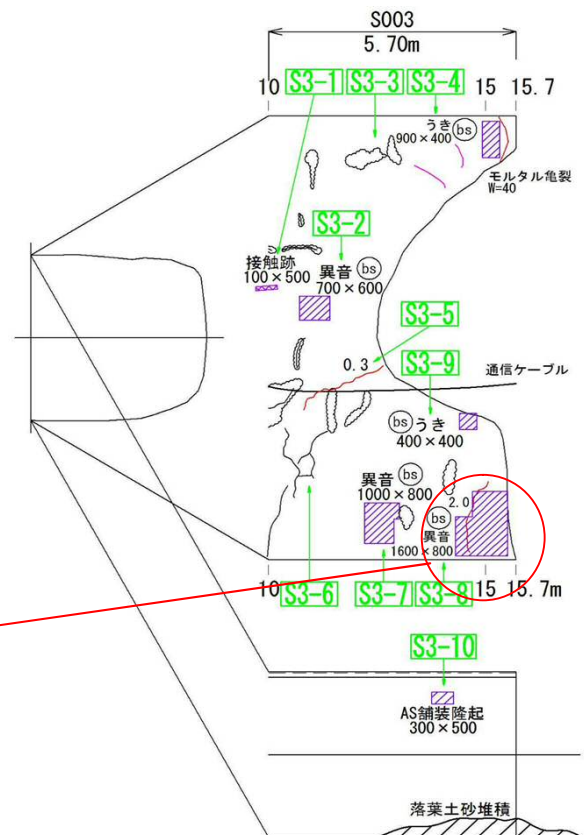 S003
5.70m
10 S3-1 S3-3 S3-4 15 15.7
うき bs
900×400
モルタル亀裂
W=40
S3-2
接触跡
100×500
異音 bs
700×600
S3-5
0.3
S3-9
通信ケーブル
bs うき
400×400
異音 bs
1000×800
2.0
bs
異音
1600×800
10 S3-6 S3-7 S3-8 15 15.7m
S3-10
AS舗装隆起
300×500
落葉土砂堆積